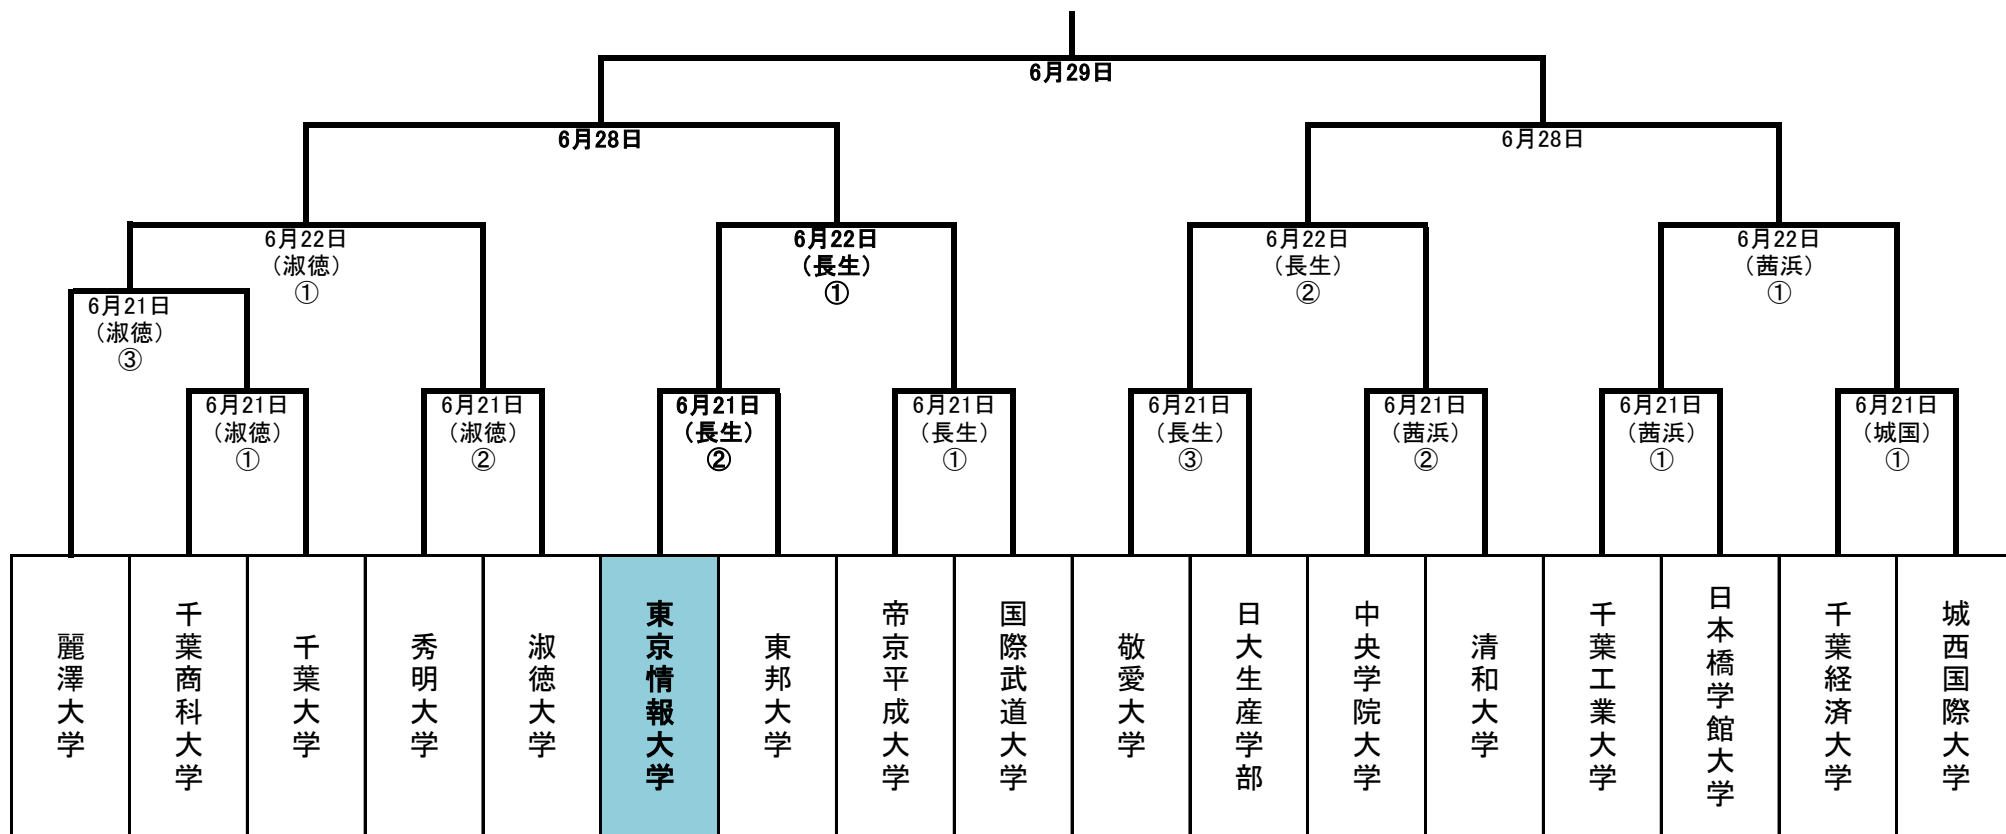 6月29日
6月28日
6月28日
6月22日
（淑徳）
①
6月22日
（長生）
①
6月22日
（長生）
②
6月22日
（茜浜）
①
6月21日
（淑徳）
③
6月21日
（淑徳）
①
6月21日
（淑徳）
②
6月21日
（長生）
②
6月21日
（長生）
①
6月21日
（長生）
③
6月21日
（茜浜）
②
6月21日
（茜浜）
①
6月21日
（城国）
①
麗澤大学
千葉商科大学
千葉大学
秀明大学
淑徳大学
東京情報大学
東邦大学
帝京平成大学
国際武道大学
敬愛大学
日大生産学部
中央学院大学
清和大学
千葉工業大学
日本橋学館大学
千葉経済大学
城西国際大学